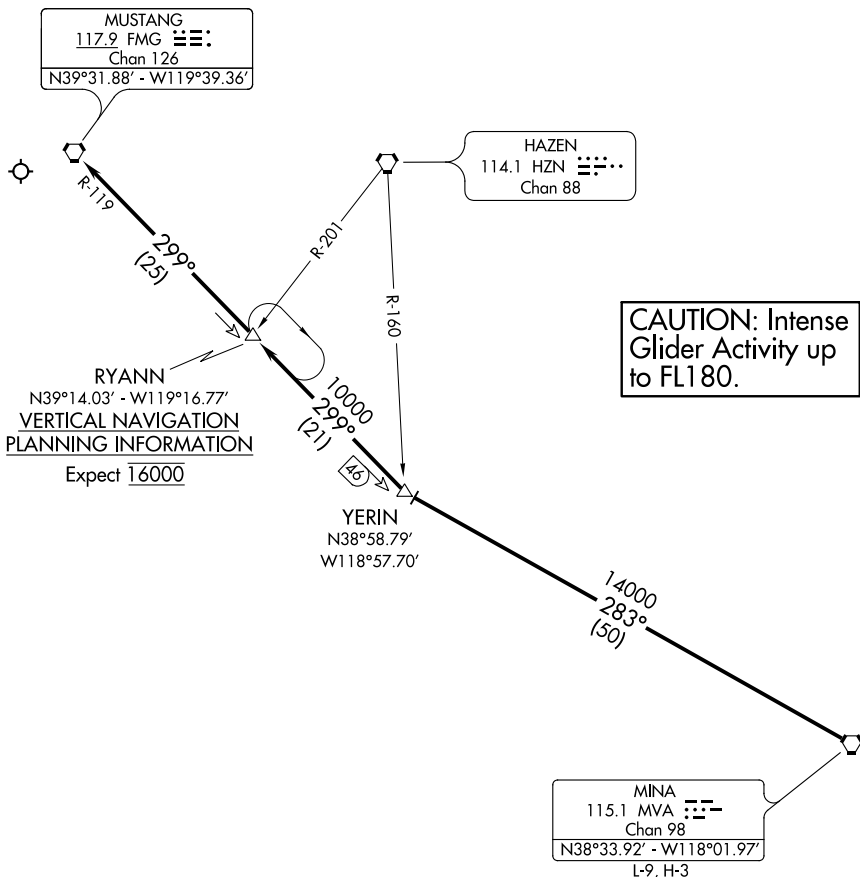 MUSTANG
117.9 FMG
Chan 126
N39°31.88' - W119°39.36'
HAZEN
114.1 HZN
Chan 88
R-119
299°
(25)
R-201
R-160
CAUTION: Intense
Glider Activity up
to FL180.
RYANN
N39°14.03' - W119°16.77'
VERTICAL NAVIGATION
PLANNING INFORMATION
Expect 16000
10000
299°
(21)
46
YERIN
N38°58.79'
W118°57.70'
14000
283°
(50)
MINA
115.1 MVA
Chan 98
N38°33.92' - W118°01.97'
L-9, H-3